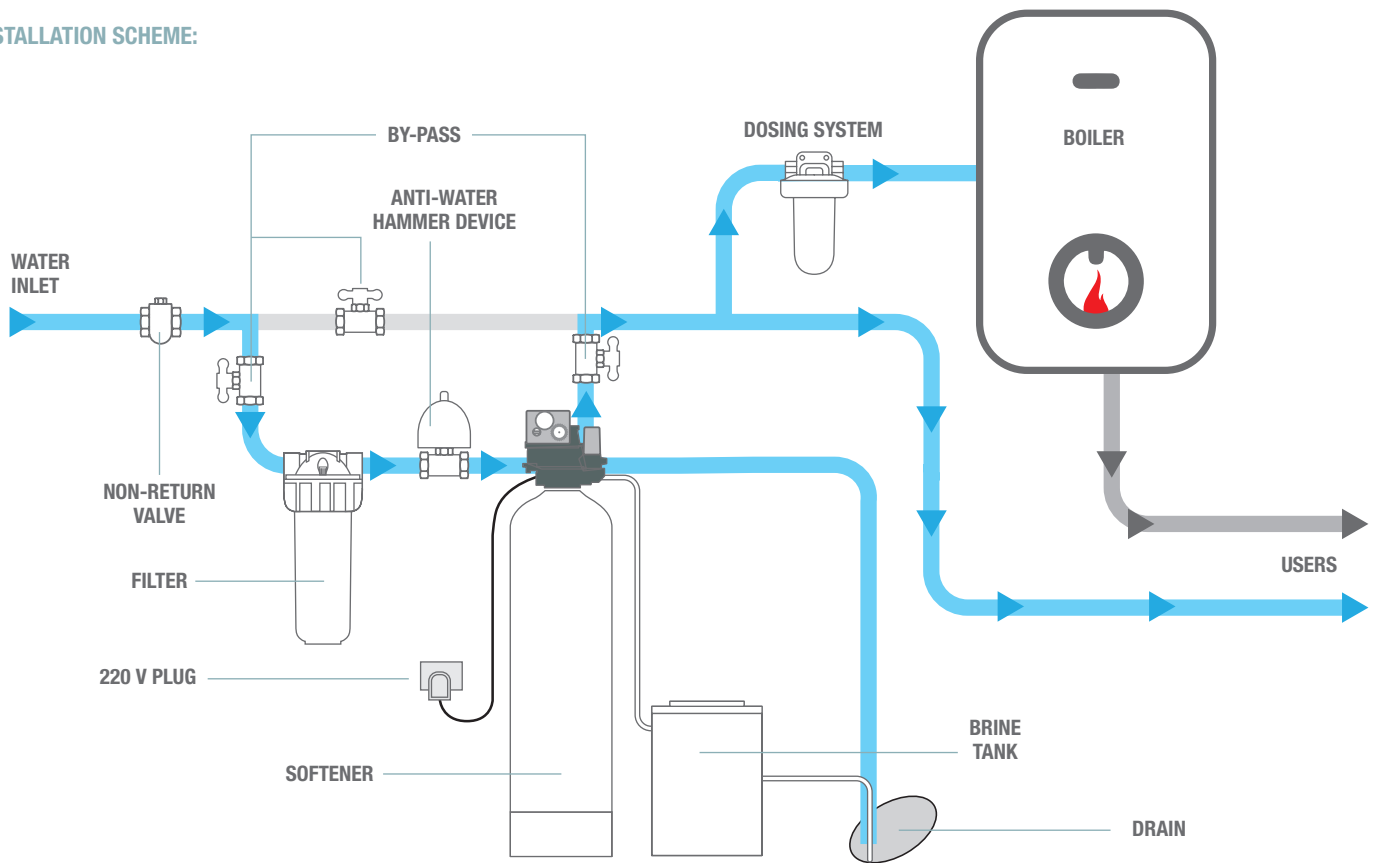 STALLATION SCHEME:
BY-PASS
DOSING SYSTEM
BOILER
ANTI-WATER
HAMMER DEVICE
WATER
INLET
NON-RETURN
VALVE
FILTER
USERS
220 V PLUG
BRINE
TANK
SOFTENER
DRAIN